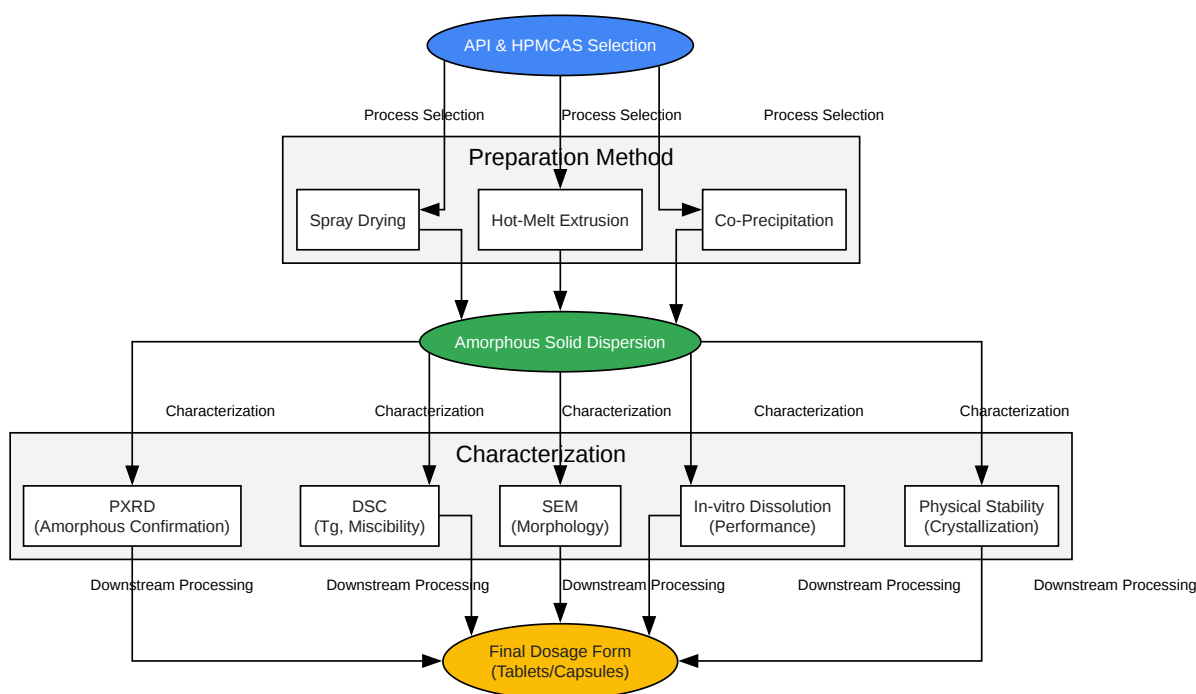 API & HPMCAS Selection
Process Selection
Process Selection
Process Selection
Preparation Method
Spray Drying
Hot-Melt Extrusion
Co-Precipitation
Amorphous Solid Dispersion
Characterization
Characterization
Characterization
Characterization
Characterization
Characterization
PXRD
(Amorphous Confirmation)
DSC
(Tg, Miscibility)
SEM
(Morphology)
In-vitro Dissolution
(Performance)
Physical Stability
(Crystallization)
Downstream Processing
Downstream Processing
Downstream Processing
Downstream Processing
Downstream Processing
Final Dosage Form
(Tablets/Capsules)